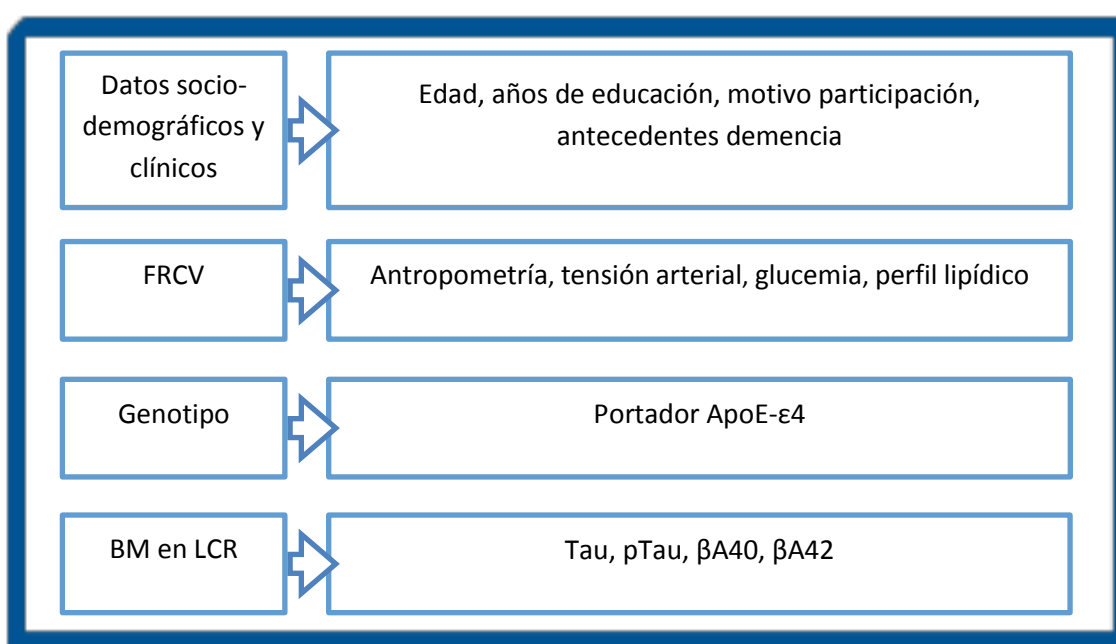 Datos socio-
demográficos y
clínicos
Edad, años de educación, motivo participación,
antecedentes demencia
FRCV
Antropometría, tensión arterial, glucemia, perfil lipídico
Genotipo
Portador ApoE-ε4
BM en LCR
Tau, pTau, βA40, βA42